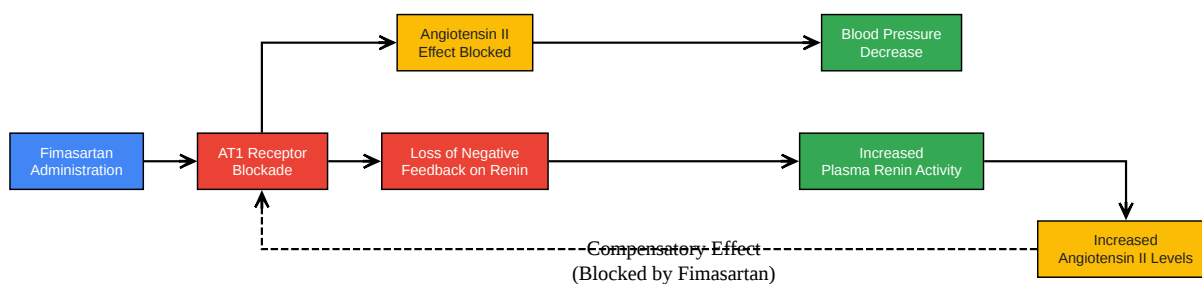 Angiotensin II
Effect Blocked
Blood Pressure
Decrease
Fimasartan
Administration
AT1 Receptor
Blockade
Loss of Negative
Feedback on Renin
Increased
Plasma Renin Activity
Increased
Angiotensin II Levels
Compensatory Effect
(Blocked by Fimasartan)